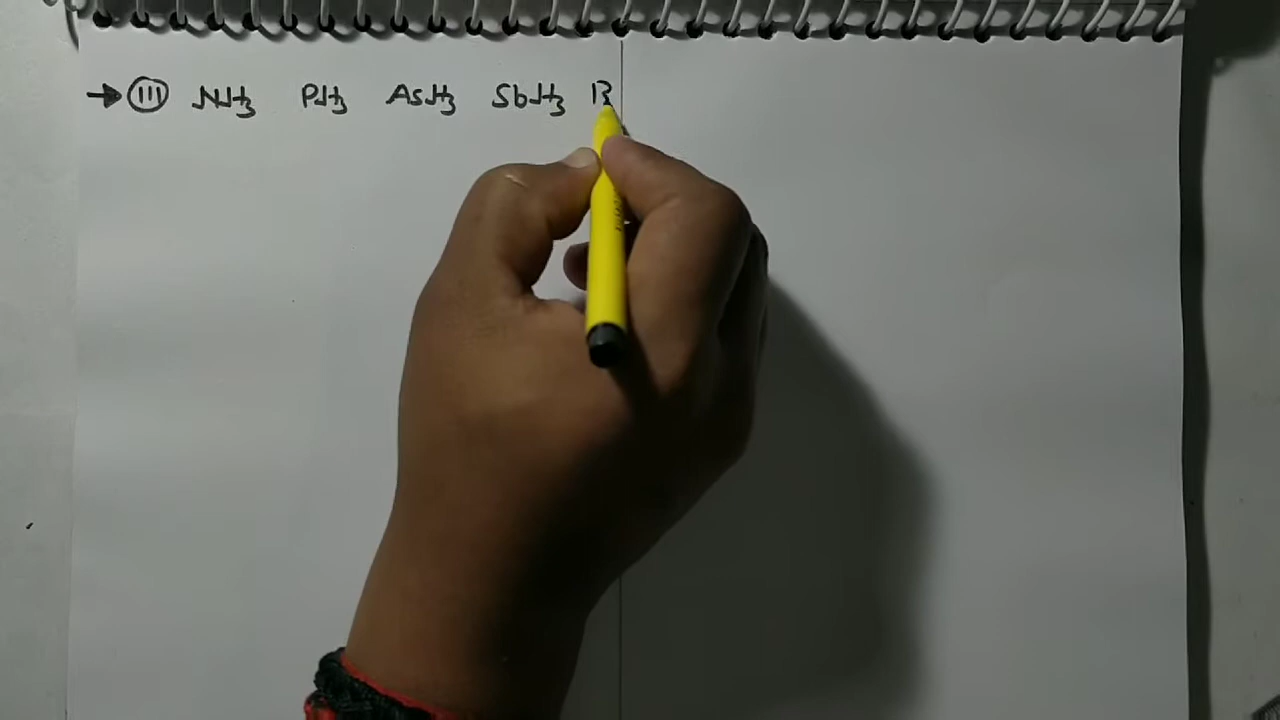 → (III) NH₃ PH₃ AsH₃ SbH₃ B